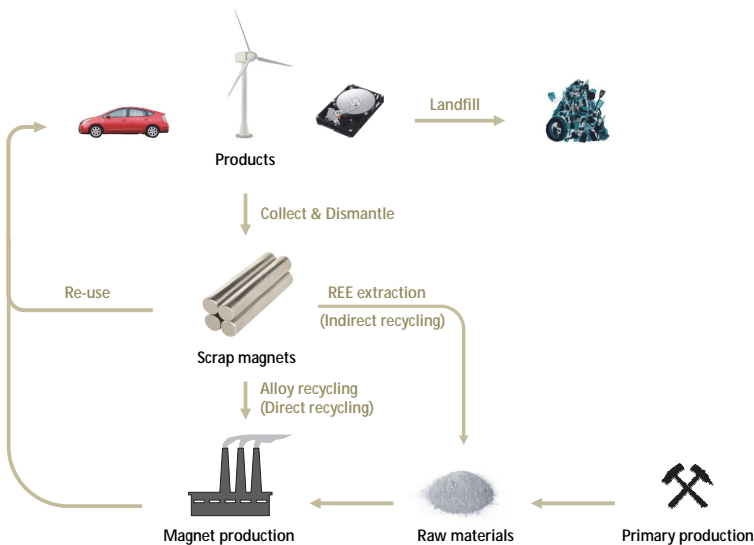 Landfill
Products
Collect & Dismantle
Re-use
REE extraction
(Indirect recycling)
Scrap magnets
Alloy recycling
(Direct recycling)
Magnet production
Raw materials
Primary production